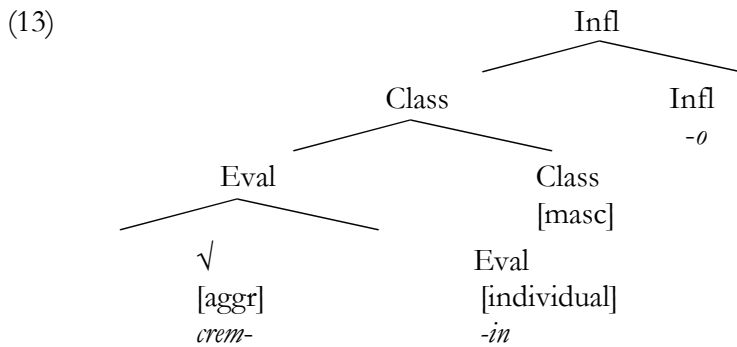 (13) Infl
Class Infl
-o
Eval Class
[masc]
√ Eval
[aggr] [individual]
crem- -in